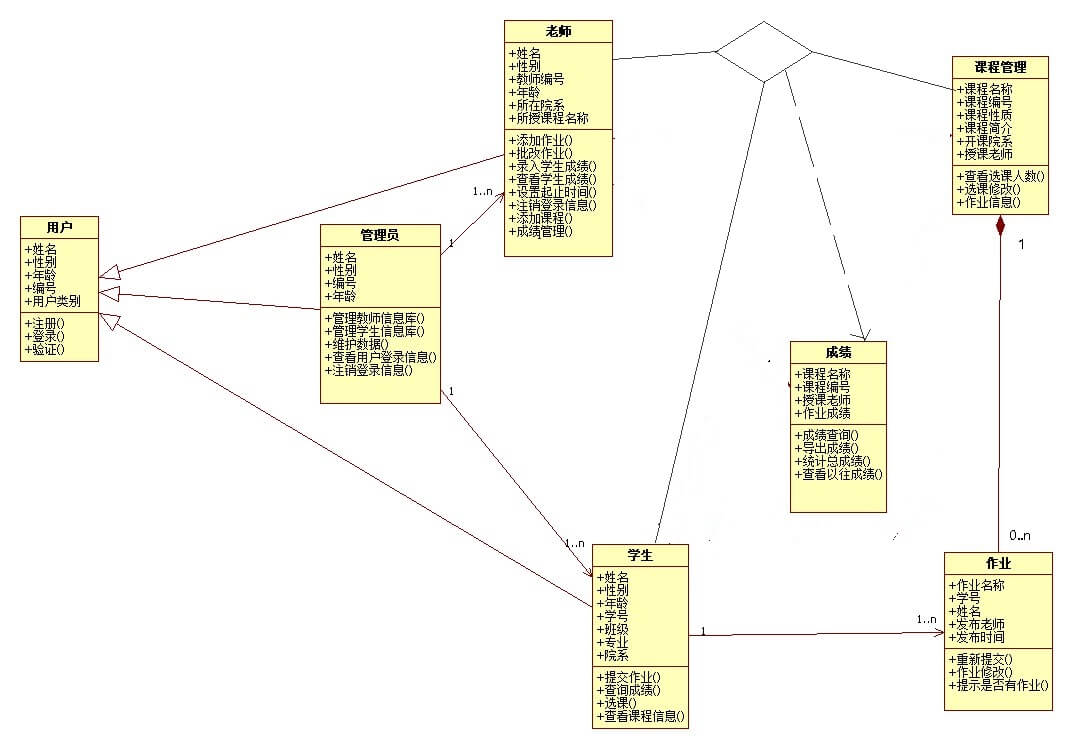 老师
+姓名
+性别
+教师编号
+年龄
+所在院系
+所授课程名称
+添加作业()
+批改作业()
+录入学生成绩()
+查看学生成绩()
+设置起止时间()
+注销登录信息()
+添加课程()
+成绩管理()
课程管理
+课程名称
+课程编号
+课程性质
+课程简介
+开课院系
+授课老师
+查看选课人数()
+选课修改()
+作业信息()
用户
+姓名
+性别
+年龄
+编号
+用户类别
+注册()
+登录()
+验证()
管理员
+姓名
+性别
+编号
+年龄
+管理教师信息库()
+管理学生信息库()
+维护数据()
+查看用户登录信息()
+注销登录信息()
1..n
1
1
1..n
成绩
+课程名称
+课程编号
+授课老师
+作业成绩
+成绩查询()
+导出成绩()
+统计总成绩()
+查看以往成绩()
1
0..n
学生
+姓名
+性别
+年龄
+学号
+班级
+专业
+院系
+提交作业()
+查询成绩()
+选课()
+查看课程信息()
1
1..n
作业
+作业名称
+学号
+姓名
+发布老师
+发布时间
+重新提交()
+作业修改()
+提示是否有作业()